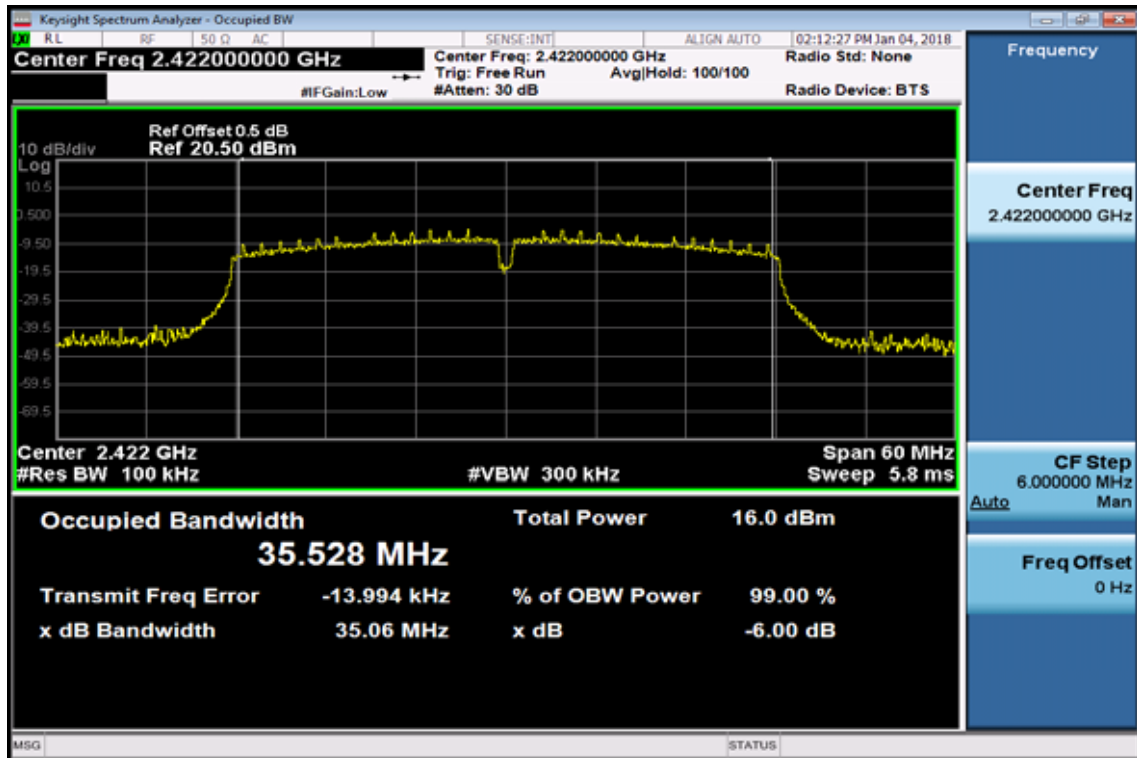 Keysight Spectrum Analyzer - Occupied BW
RL RF 50 Ω AC SENSE:INT ALIGN AUTO 02:12:27 PM Jan 04, 2018
Center Freq 2.422000000 GHz
#IFGain:Low
Center Freq: 2.422000000 GHz
Trig: Free Run Avg|Hold: 100/100
#Atten: 30 dB
Radio Std: None
Radio Device: BTS
Ref Offset 0.5 dB
10 dB/div Ref 20.50 dBm
Log
10.5
0.500
-9.50
-19.5
-29.5
-39.5
-49.5
-59.5
-69.5
Center 2.422 GHz Span 60 MHz
#Res BW 100 kHz #VBW 300 kHz Sweep 5.8 ms
Occupied Bandwidth Total Power 16.0 dBm
35.528 MHz
Transmit Freq Error -13.994 kHz % of OBW Power 99.00 %
x dB Bandwidth 35.06 MHz x dB -6.00 dB
MSG STATUS
Frequency
Center Freq
2.422000000 GHz
CF Step
6.000000 MHz
Auto Man
Freq Offset
0 Hz